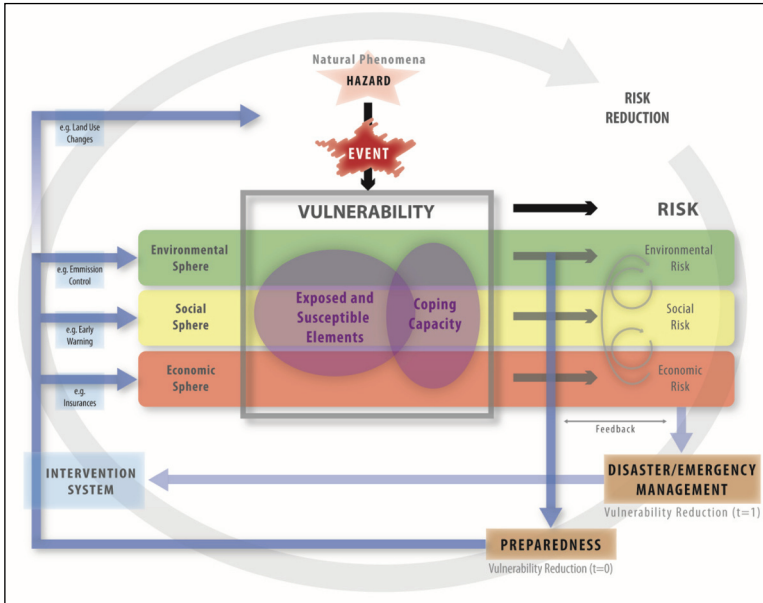 Natural Phenomena
HAZARD
RISK
REDUCTION
e.g. Land Use
Changes
EVENT
VULNERABILITY
RISK
Environmental
Sphere
Environmental
Risk
e.g. Emmission
Control
Exposed and
Susceptible
Elements
Coping
Capacity
Social
Sphere
Social
Risk
e.g. Early
Warning
Economic
Sphere
Economic
Risk
e.g.
Insurances
Feedback
INTERVENTION
SYSTEM
DISASTER/EMERGENCY
MANAGEMENT
Vulnerability Reduction (t=1)
PREPAREDNESS
Vulnerability Reduction (t=0)